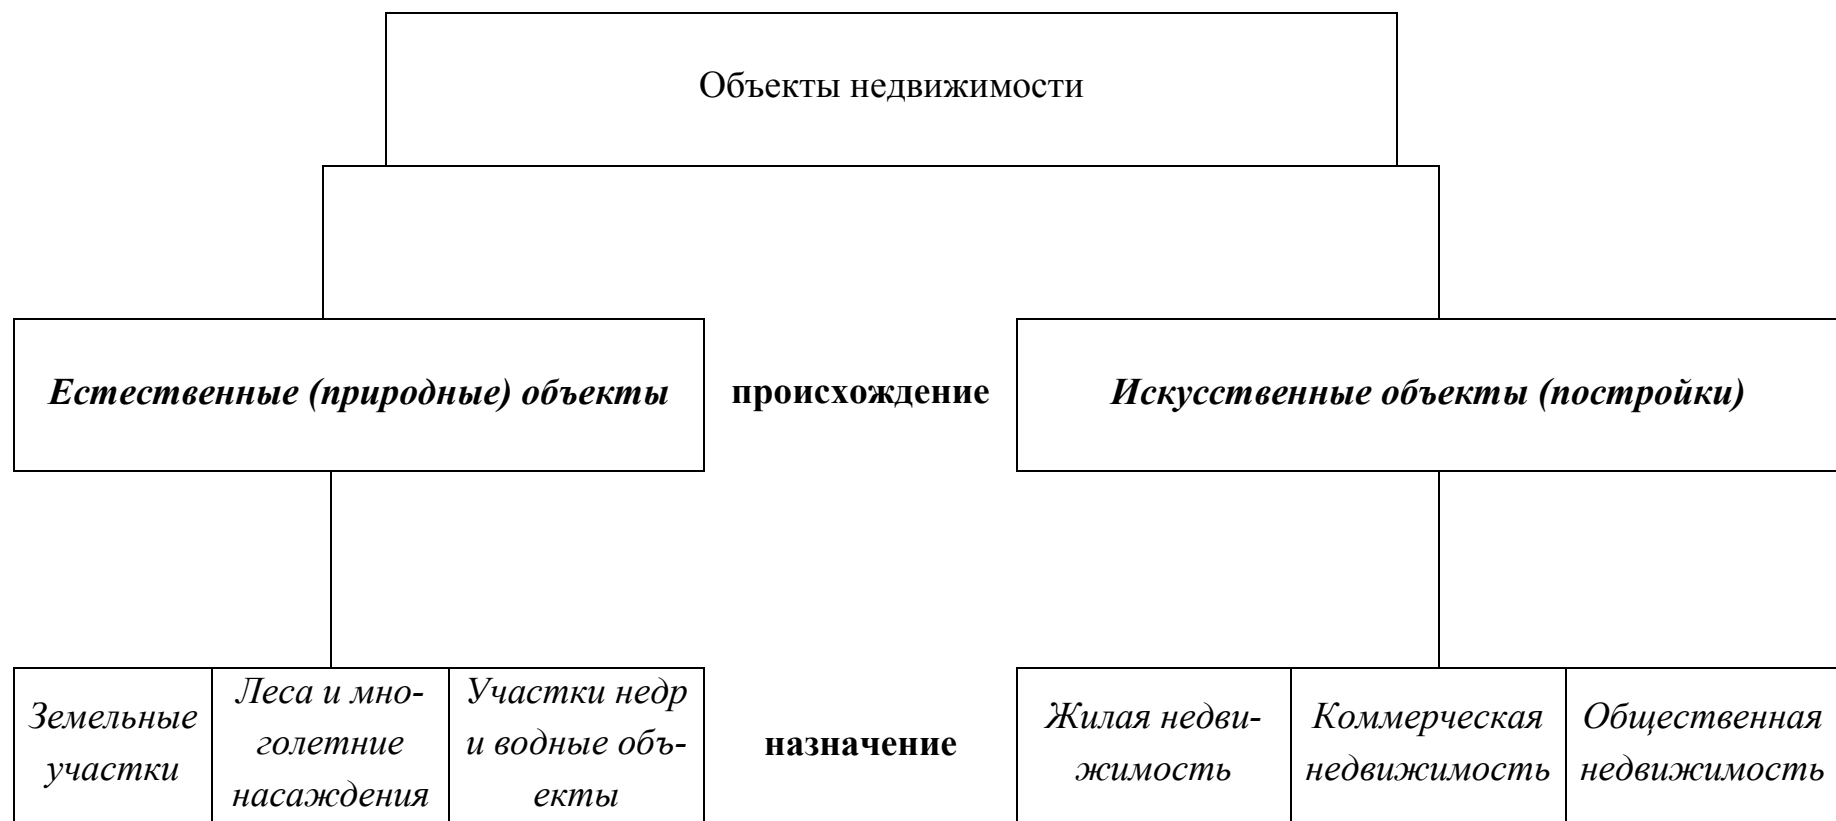 Объекты недвижимости
Естественные (природные) объекты
происхождение
Искусственные объекты (постройки)
Земельные
участки
Леса и мно-
голетние
насаждения
Участки недр
и водные объ-
екты
назначение
Жилая недви-
жимость
Коммерческая
недвижимость
Общественная
недвижимость